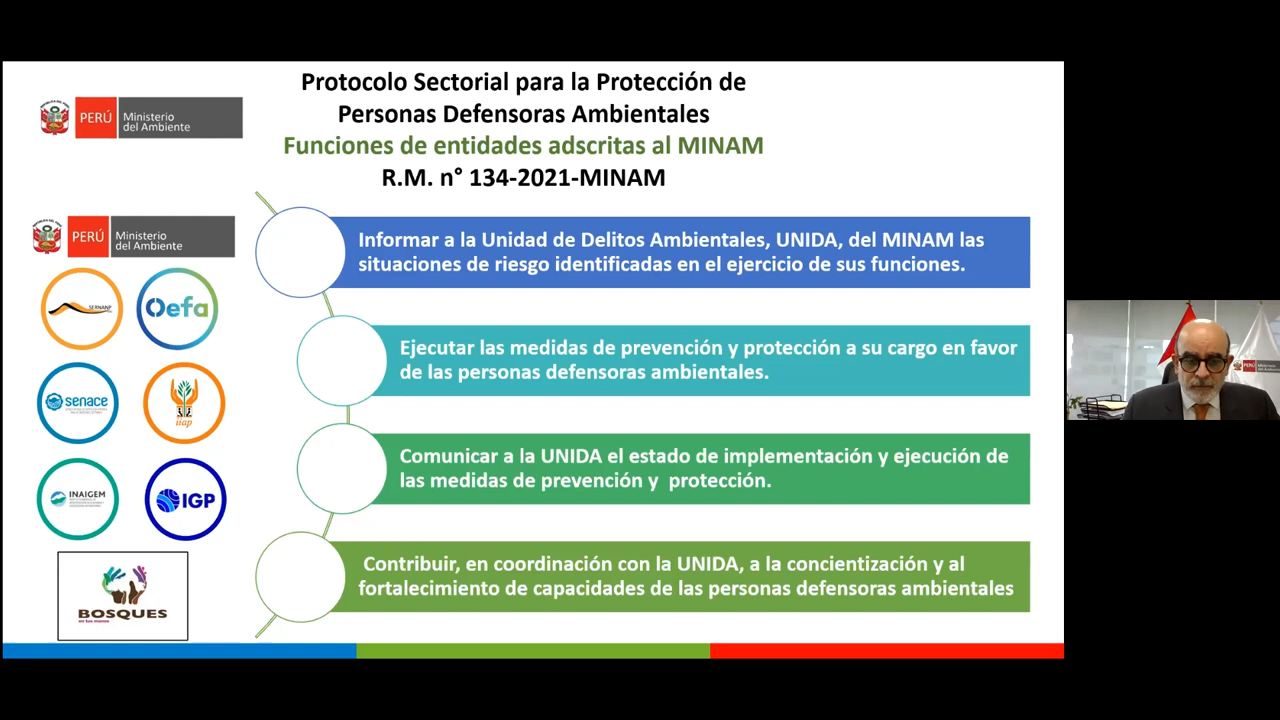 Protocolo Sectorial para la Protección de
Personas Defensoras Ambientales
Funciones de entidades adscritas al MINAM
R.M. n° 134-2021-MINAM
PERÚ
Ministerio
del Ambiente
PERÚ
Ministerio
del Ambiente
SERNANP
Oefa
senace
iiap
INAIGEM
IGP
BOSQUES
en tus manos
Informar a la Unidad de Delitos Ambientales, UNIDA, del MINAM las
situaciones de riesgo identificadas en el ejercicio de sus funciones.
Ejecutar las medidas de prevención y protección a su cargo en favor
de las personas defensoras ambientales.
Comunicar a la UNIDA el estado de implementación y ejecución de
las medidas de prevención y protección.
Contribuir, en coordinación con la UNIDA, a la concientización y al
fortalecimiento de capacidades de las personas defensoras ambientales
PERÚ